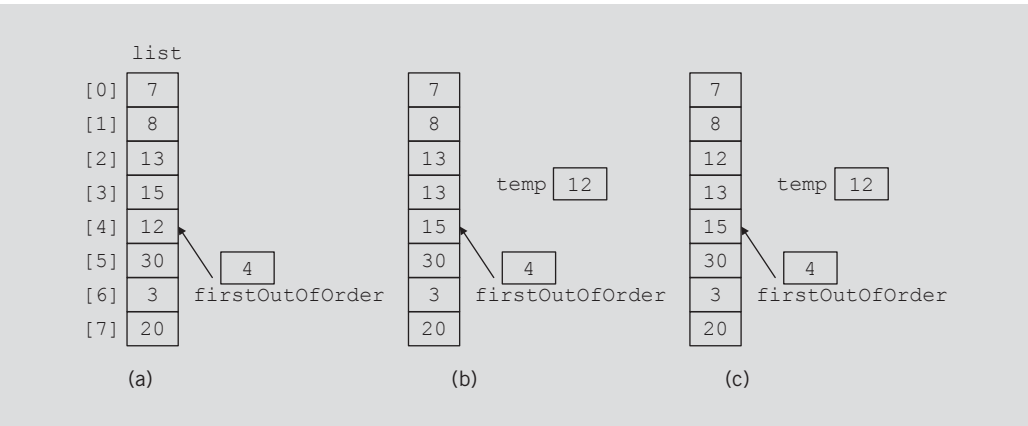 list
[0] 7 7 7
[1] 8 8 8
[2] 13 13 12
[3] 15 13 temp 12 13 temp 12
[4] 12 15 15
[5] 30 4 30 4 30 4
[6] 3 firstOutOfOrder 3 firstOutOfOrder 3 firstOutOfOrder
[7] 20 20 20
(a) (b) (c)